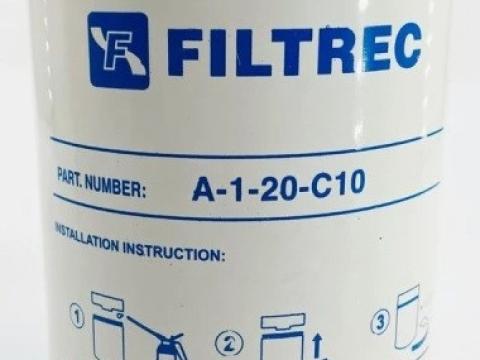 F FILTREC
PART. NUMBER: A-1-20-C10
INSTALLATION INSTRUCTION:
1 2 3